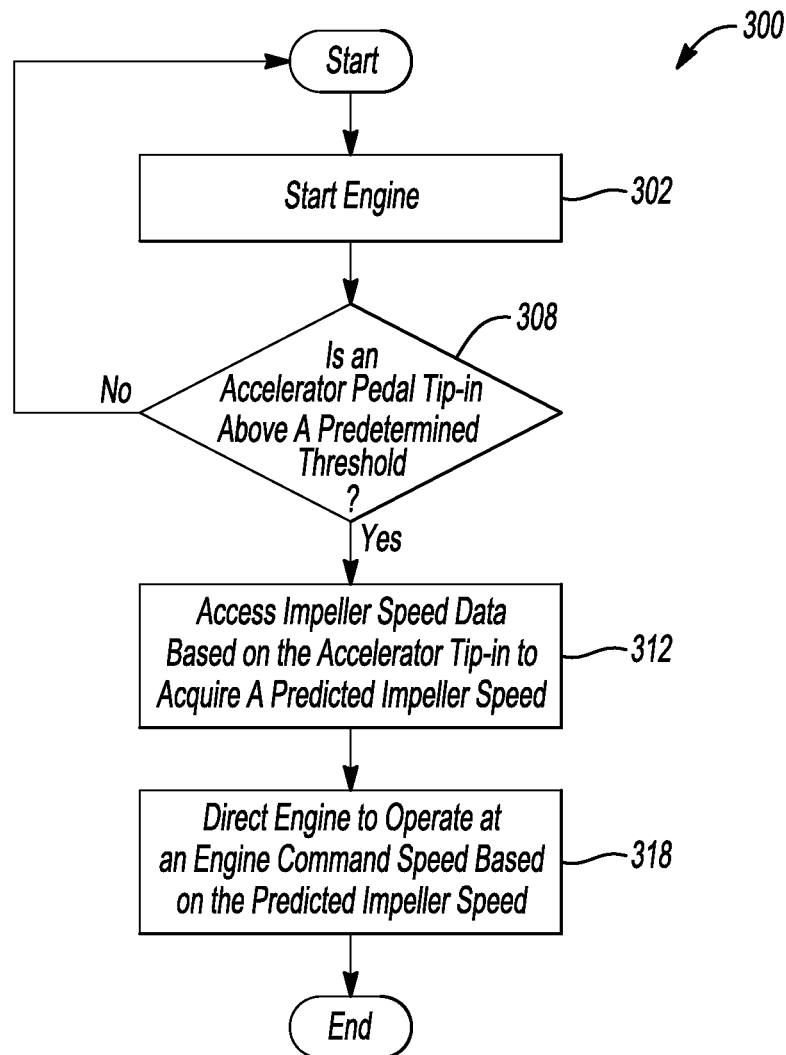 300
Start
Start Engine
302
308
Is an
Accelerator Pedal Tip-in
Above A Predetermined
Threshold
?
No
Yes
Access Impeller Speed Data
Based on the Accelerator Tip-in to
Acquire A Predicted Impeller Speed
312
Direct Engine to Operate at
an Engine Command Speed Based
on the Predicted Impeller Speed
318
End